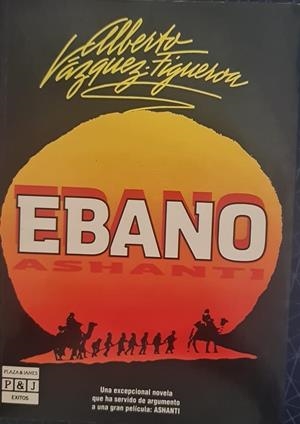 Alberto
Vázquez-Figueroa
EBANO
EBANO
ASHANTI
PLAZA & JANES
P & J
EXITOS
Una excepcional novela
que ha servido de argumento
a una gran película: ASHANTI